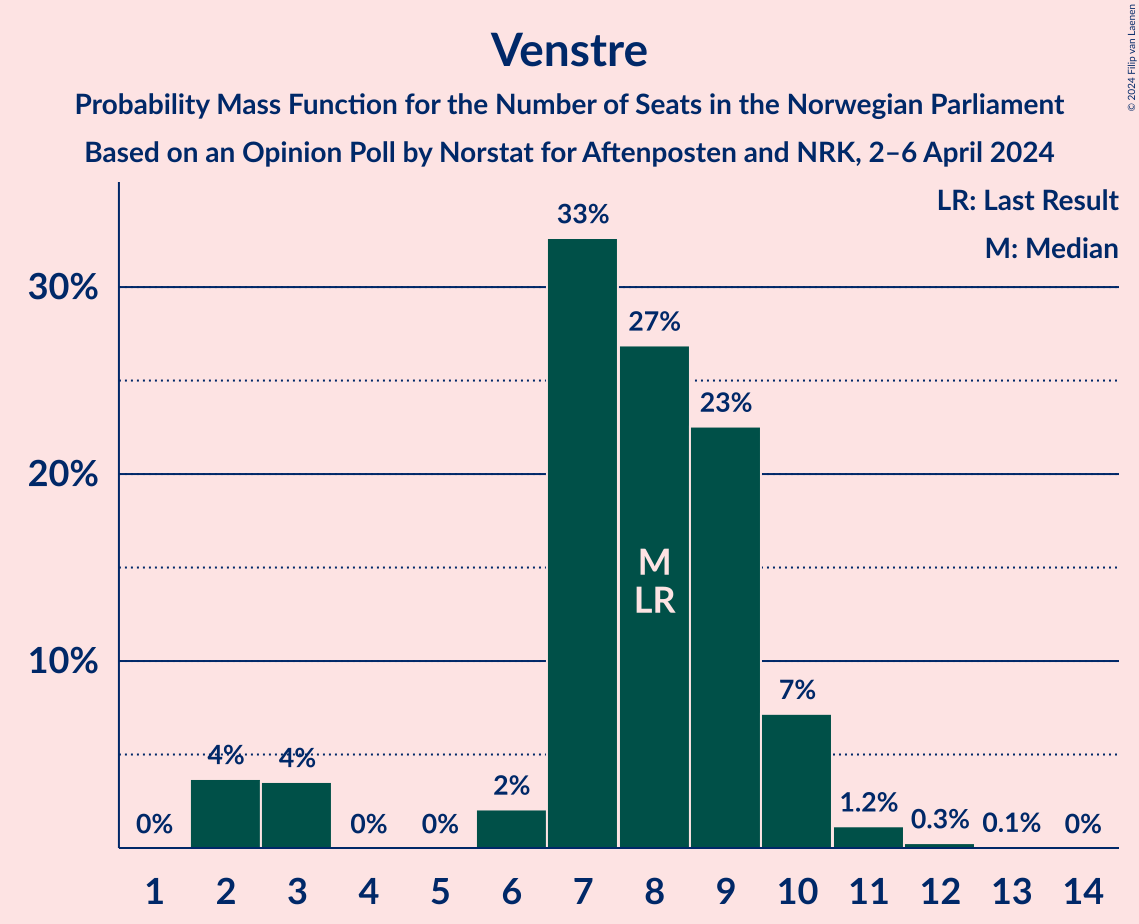 © 2024 Filip van Laenen
Venstre
Probability Mass Function for the Number of Seats in the Norwegian Parliament
Based on an Opinion Poll by Norstat for Aftenposten and NRK, 2–6 April 2024
LR: Last Result
M: Median
30%
20%
10%
0%
4%
4%
0%
0%
2%
33%
27%
23%
7%
1.2%
0.3%
0.1%
0%
M
LR
1 2 3 4 5 6 7 8 9 10 11 12 13 14